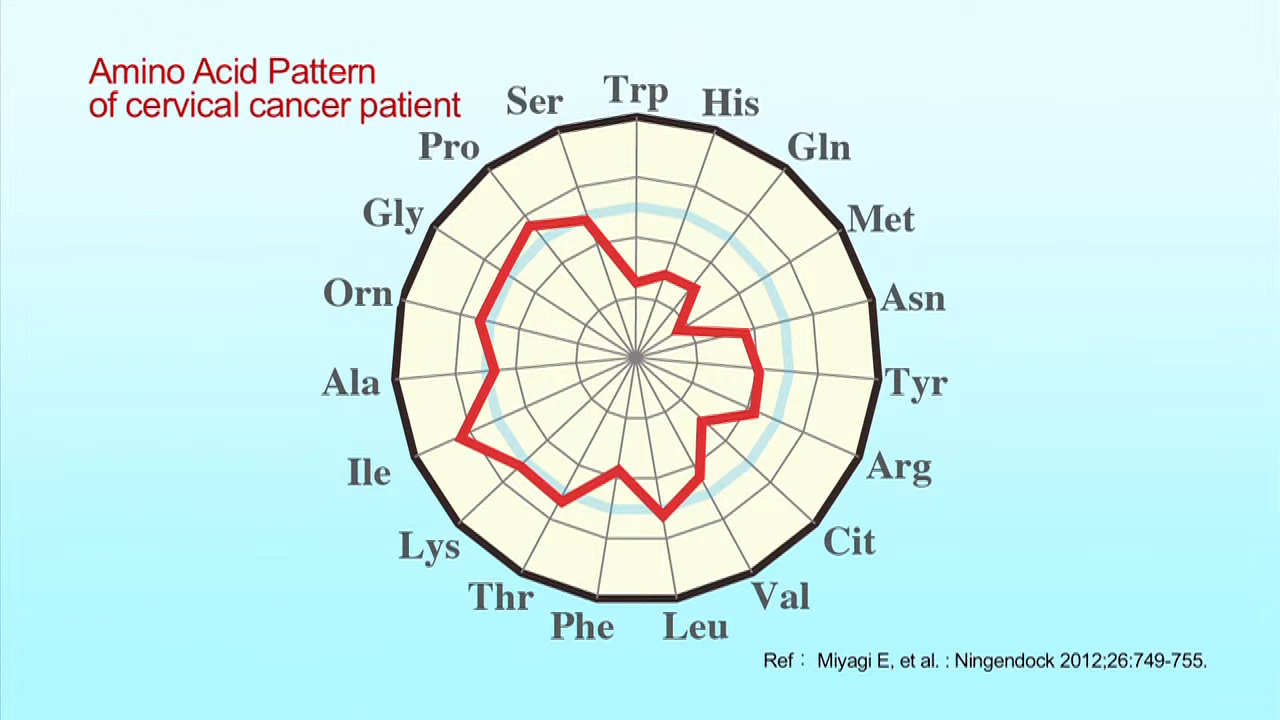 Amino Acid Pattern
of cervical cancer patient
Trp
His
Gln
Met
Asn
Tyr
Arg
Cit
Val
Leu
Phe
Thr
Lys
Ile
Ala
Orn
Gly
Pro
Ser
Ref : Miyagi E, et al. : Ningendock 2012;26:749-755.